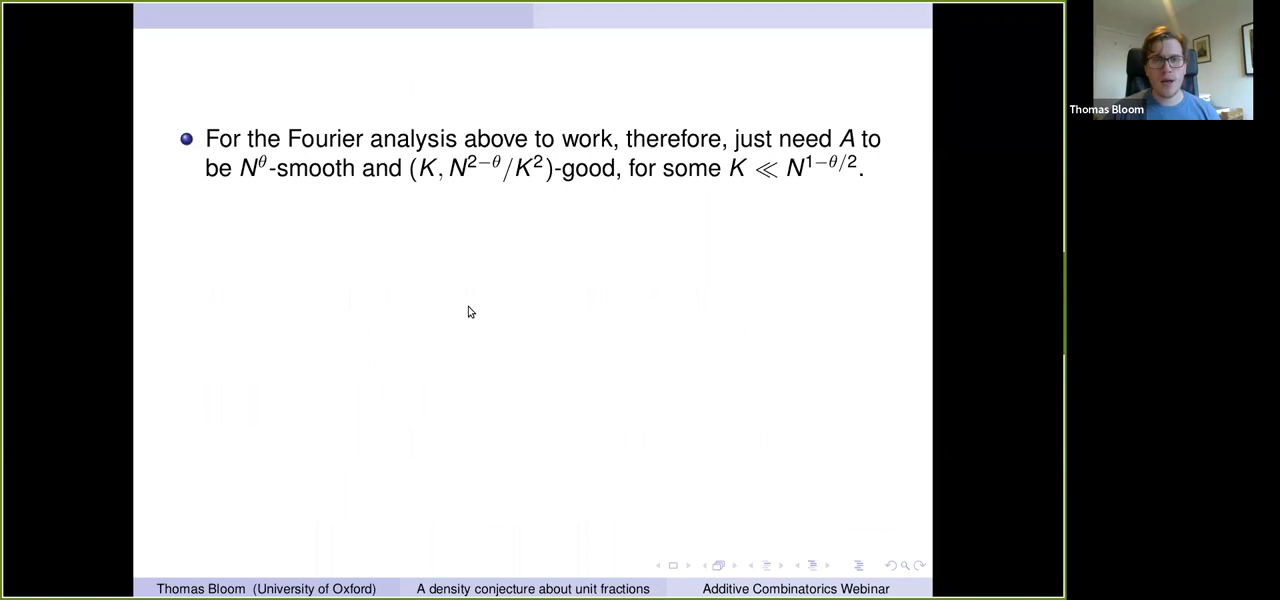 Thomas Bloom
For the Fourier analysis above to work, therefore, just need A to
be N^θ-smooth and (K, N^{2−θ}/K^2)-good, for some K ≪ N^{1−θ/2}.
Thomas Bloom (University of Oxford) A density conjecture about unit fractions Additive Combinatorics Webinar